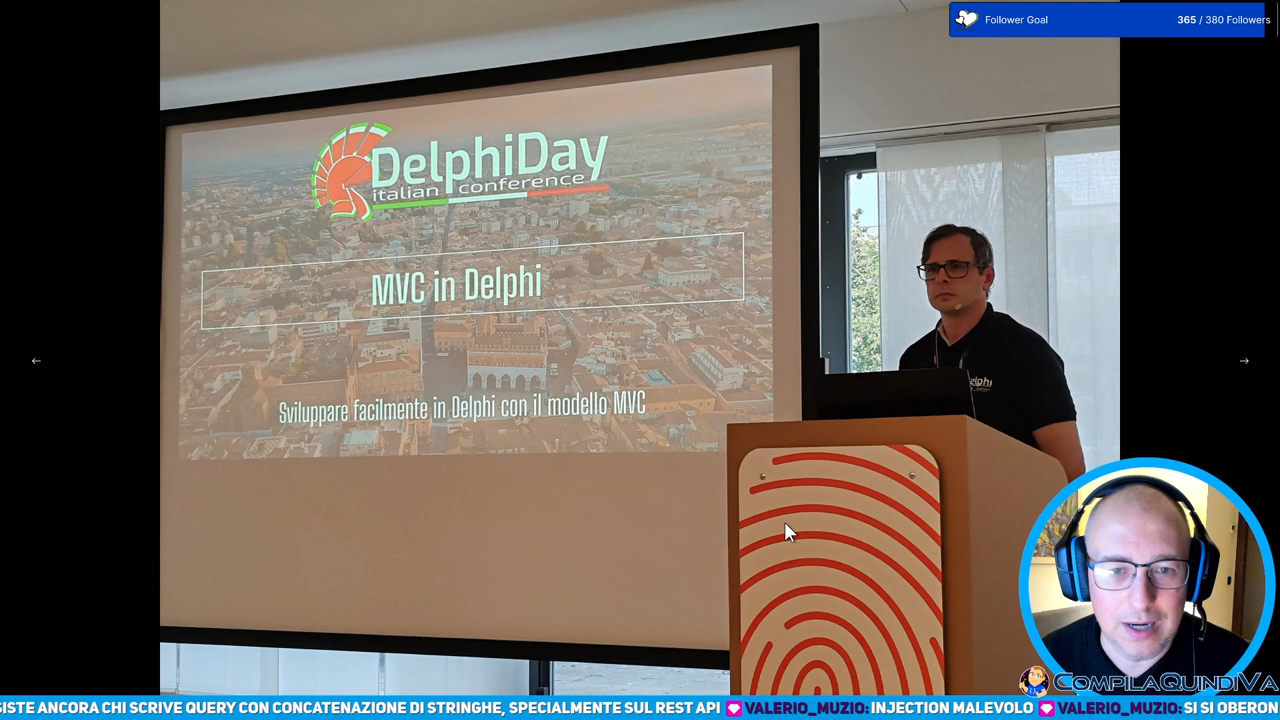 Follower Goal
365 / 380 Followers
DelphiDay
italian conference
MVC in Delphi
Sviluppare facilmente in Delphi con il modello MVC
COMPILAQUINDIVA
SISTE ANCORA CHI SCRIVE QUERY CON CONCATENAZIONE DI STRINGHE, SPECIALMENTE SUL REST API VALERIO_MUZIO: INJECTION MALEVOLO VALERIO_MUZIO: SI SI OBERON